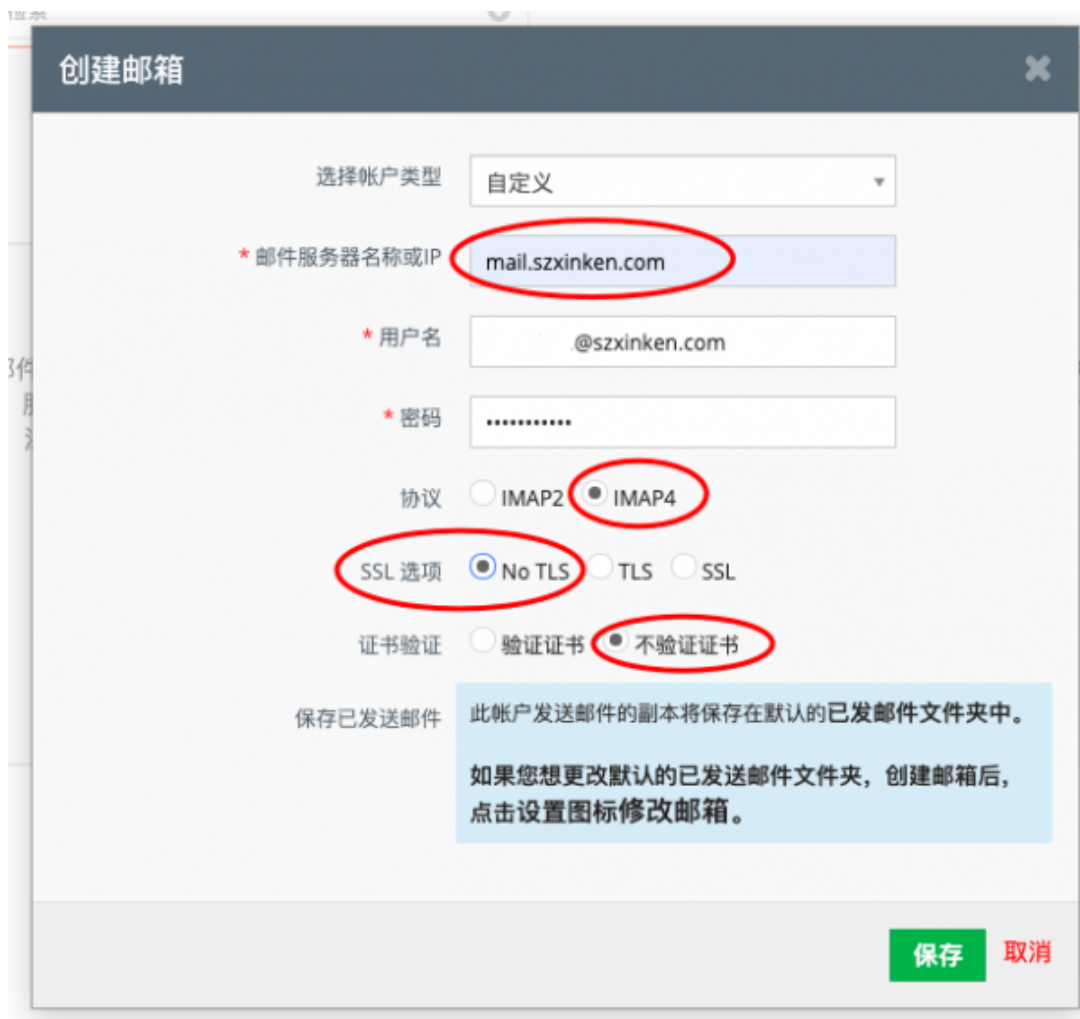 检索
创建邮箱
选择帐户类型 自定义
* 邮件服务器名称或IP mail.szxinken.com
* 用户名 @szxinken.com
* 密码 •••••••••••
协议 IMAP2 IMAP4
SSL 选项 No TLS TLS SSL
证书验证 验证证书 不验证证书
保存已发送邮件 此帐户发送邮件的副本将保存在默认的已发邮件文件夹中。
如果您想更改默认的已发送邮件文件夹，创建邮箱后，
点击设置图标修改邮箱。
保存 取消